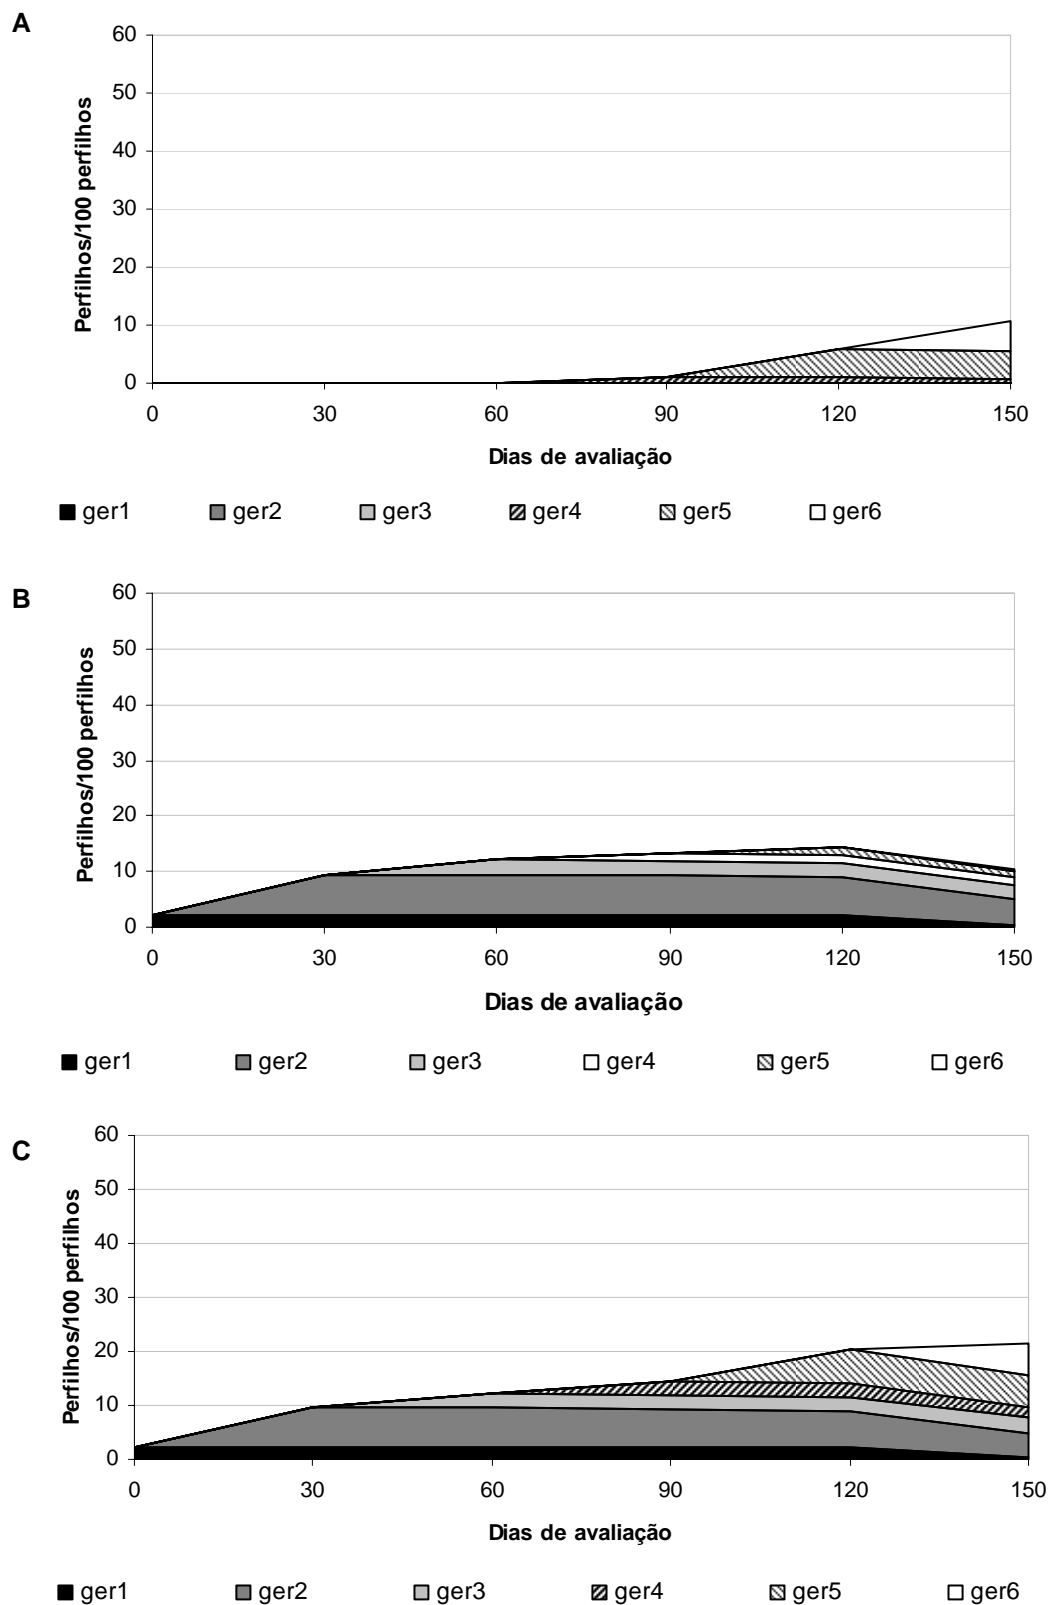 A
Perfilhos/100 perfilhos
60
50
40
30
20
10
0
0 30 60 90 120 150
Dias de avaliação
ger1 ger2 ger3 ger4 ger5 ger6
B
Perfilhos/100 perfilhos
60
50
40
30
20
10
0
0 30 60 90 120 150
Dias de avaliação
ger1 ger2 ger3 ger4 ger5 ger6
C
Perfilhos/100 perfilhos
60
50
40
30
20
10
0
0 30 60 90 120 150
Dias de avaliação
ger1 ger2 ger3 ger4 ger5 ger6